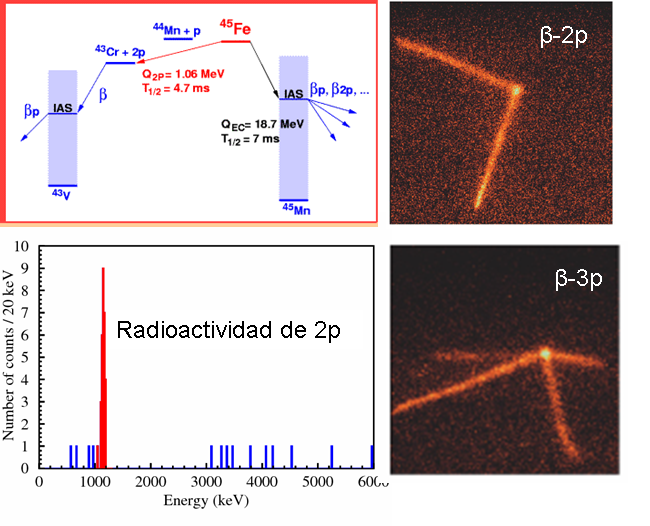 ⁴⁵Fe
⁴⁴Mn + p
⁴³Cr + 2p
Q₂P = 1.06 MeV
T₁/₂ = 4.7 ms
βp
IAS
β
IAS
βp, β2p, ...
Q_EC = 18.7 MeV
T₁/₂ = 7 ms
⁴³V
⁴⁵Mn
β-2p
Number of counts / 20 keV
10
9
8
7
6
5
4
3
2
1
0
Radioactividad de 2p
0 1000 2000 3000 4000 5000 6000
Energy (keV)
β-3p